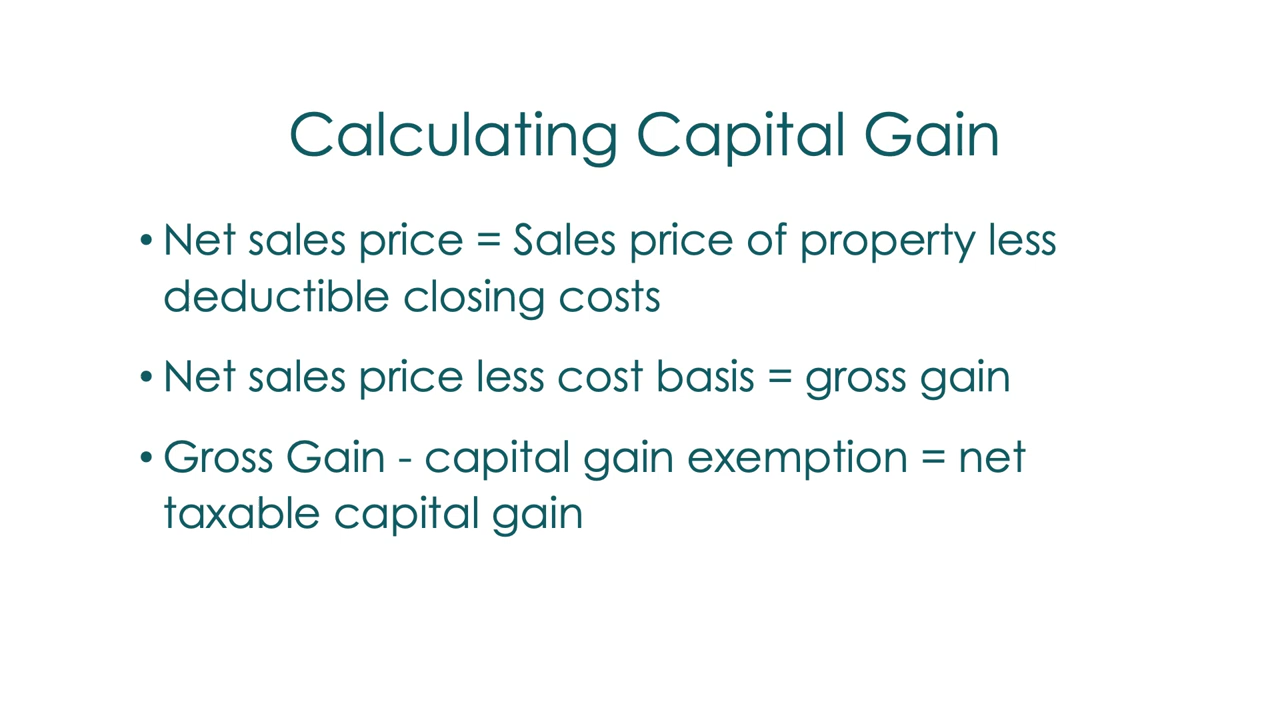 Calculating Capital Gain
• Net sales price = Sales price of property less
deductible closing costs
• Net sales price less cost basis = gross gain
• Gross Gain - capital gain exemption = net
taxable capital gain